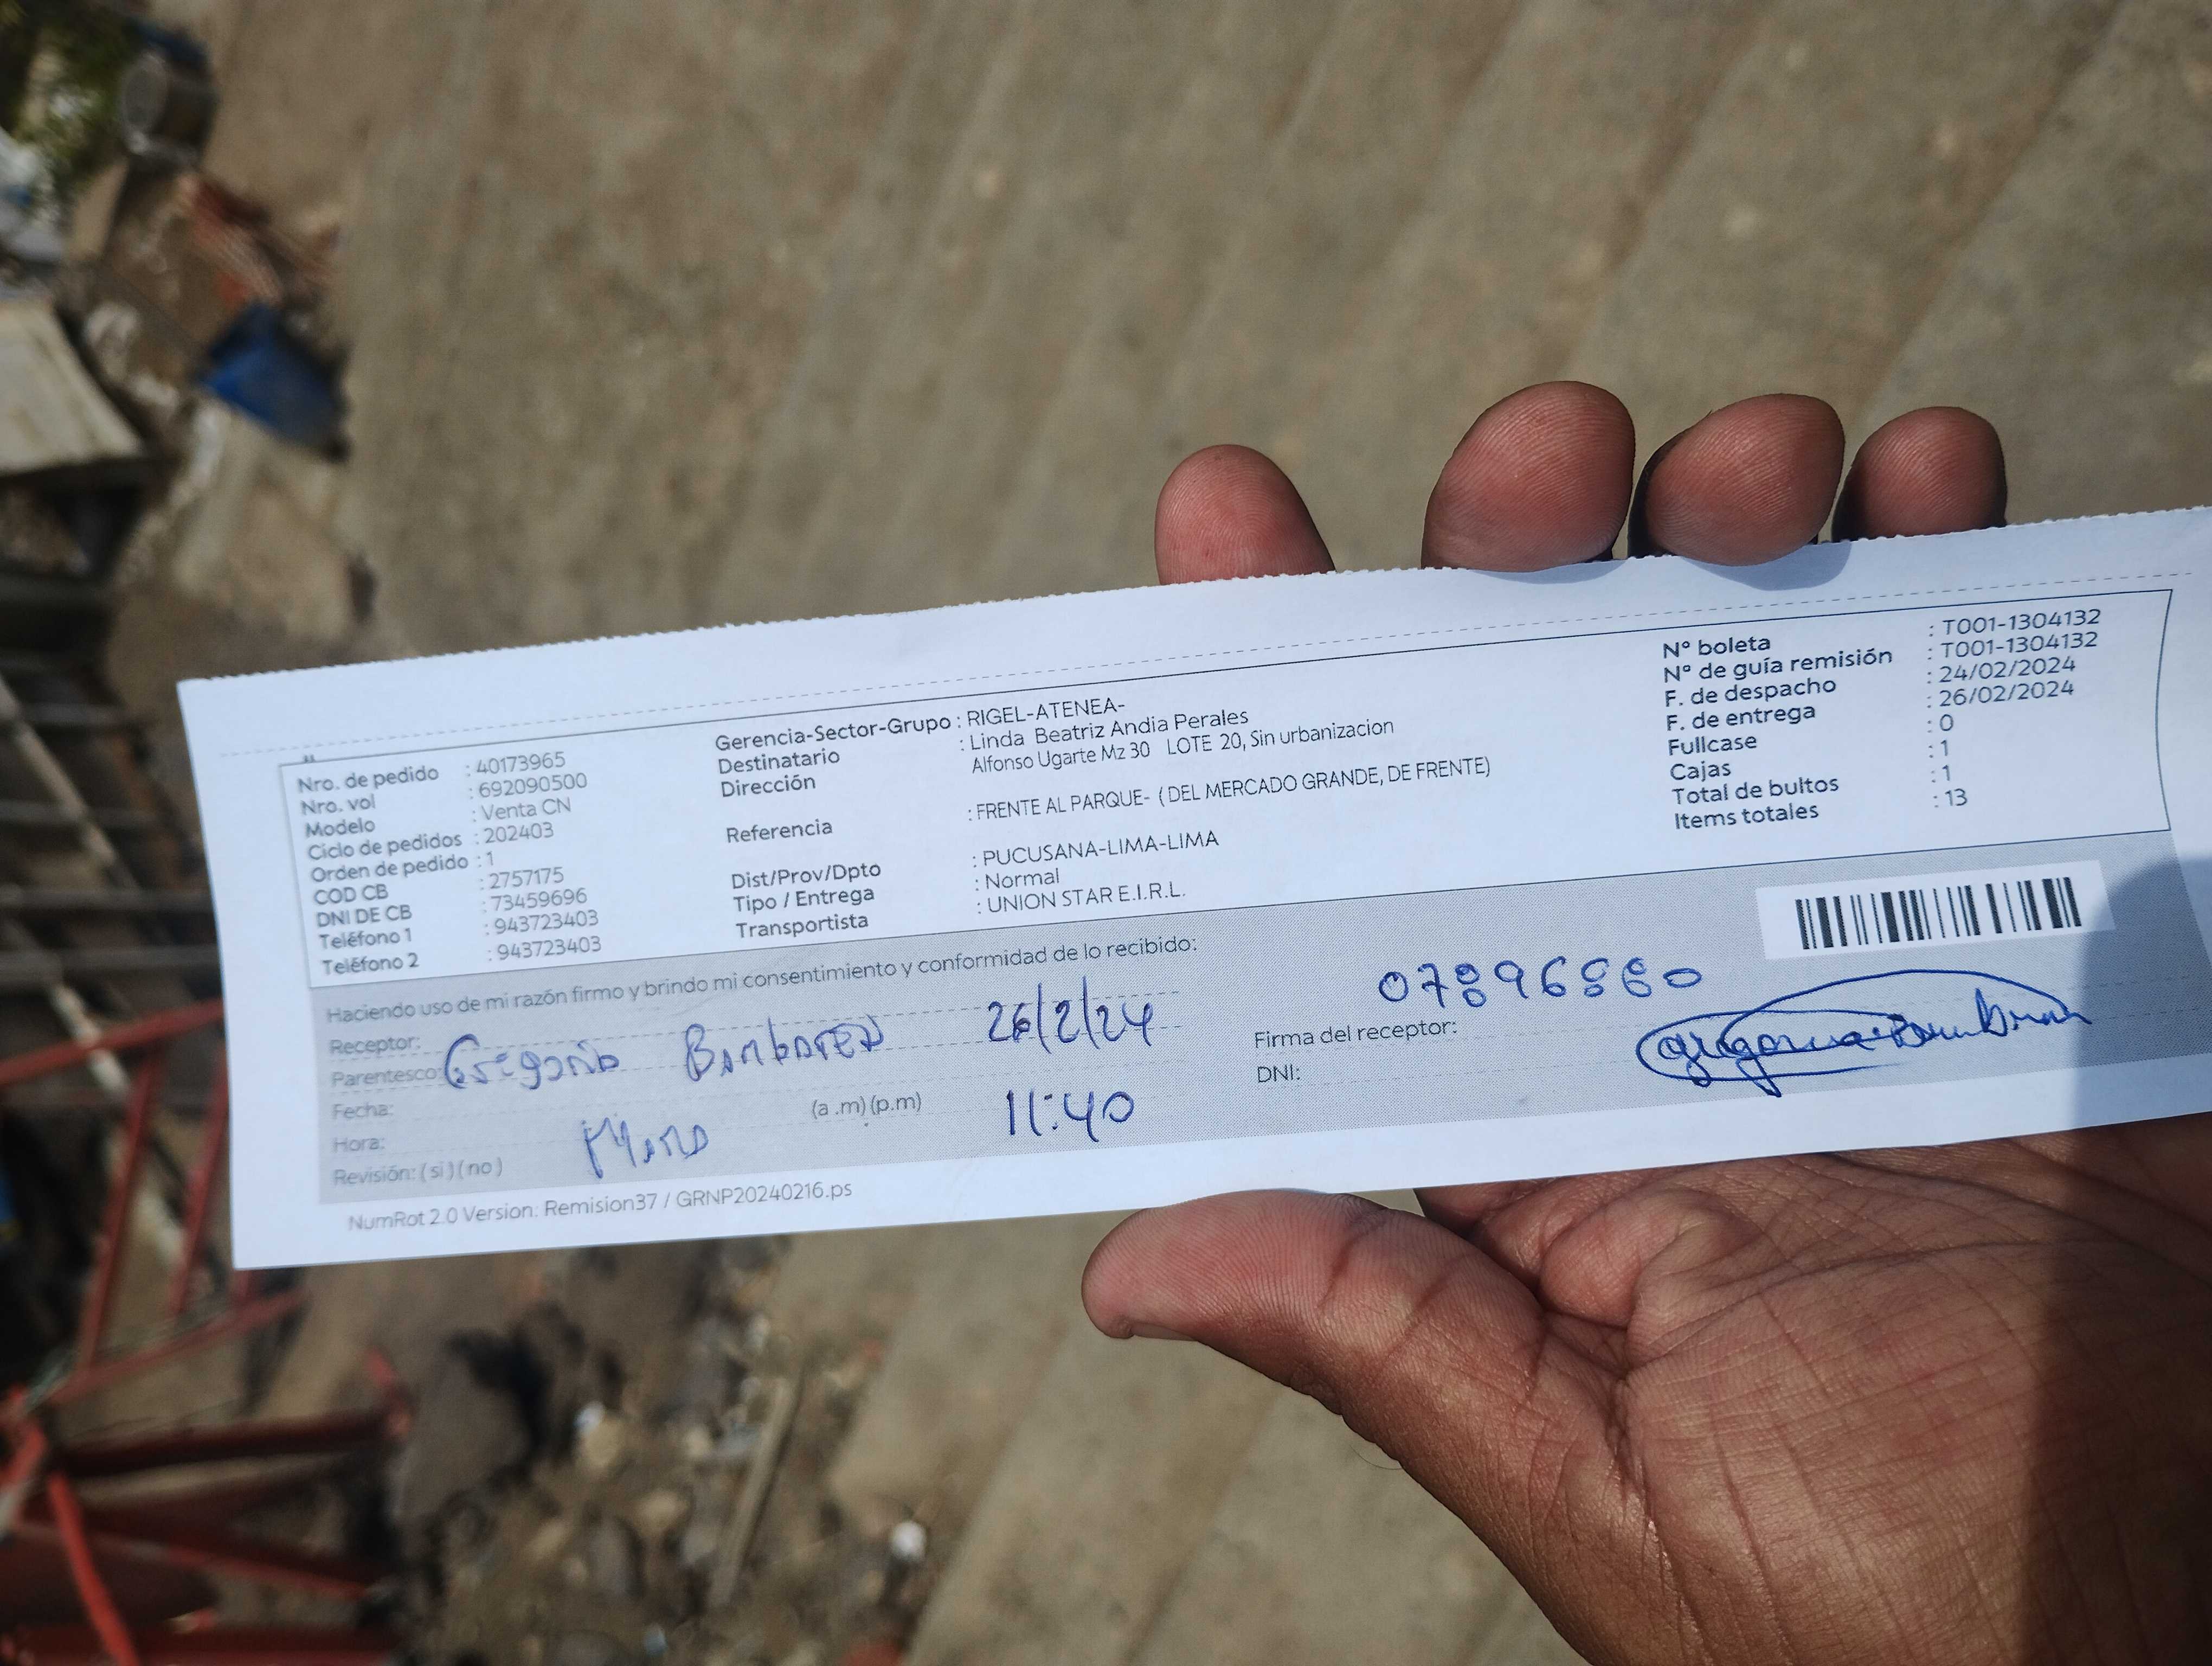 Nro. de pedido : 40173965
Nro. vol : 692090500
Modelo : Venta CN
Ciclo de pedidos : 202403
Orden de pedido : 1
COD CB : 2757175
DNI DE CB : 73459696
Teléfono 1 : 943723403
Teléfono 2 : 943723403
Gerencia-Sector-Grupo : RIGEL-ATENEA-
Destinatario : Linda Beatriz Andia Perales
Dirección Alfonso Ugarte Mz 30 LOTE 20, Sin urbanizacion
Referencia : FRENTE AL PARQUE- ( DEL MERCADO GRANDE, DE FRENTE)
Dist/Prov/Dpto : PUCUSANA-LIMA-LIMA
Tipo / Entrega : Normal
Transportista : UNION STAR E.I.R.L.
N° boleta : T001-1304132
N° de guía remisión : T001-1304132
F. de despacho : 24/02/2024
F. de entrega : 26/02/2024
Fullcase : 0
Cajas : 1
Total de bultos : 1
Items totales : 13
Haciendo uso de mi razón firmo y brindo mi consentimiento y conformidad de lo recibido:
Receptor:
Parentesco:
26/2/24
Fecha:
Hora: (a .m) (p.m) 11:40
Revisión: ( si ) ( no )
07896880
Firma del receptor:
DNI:
NumRot 2.0 Version: Remision37 / GRNP20240216.ps